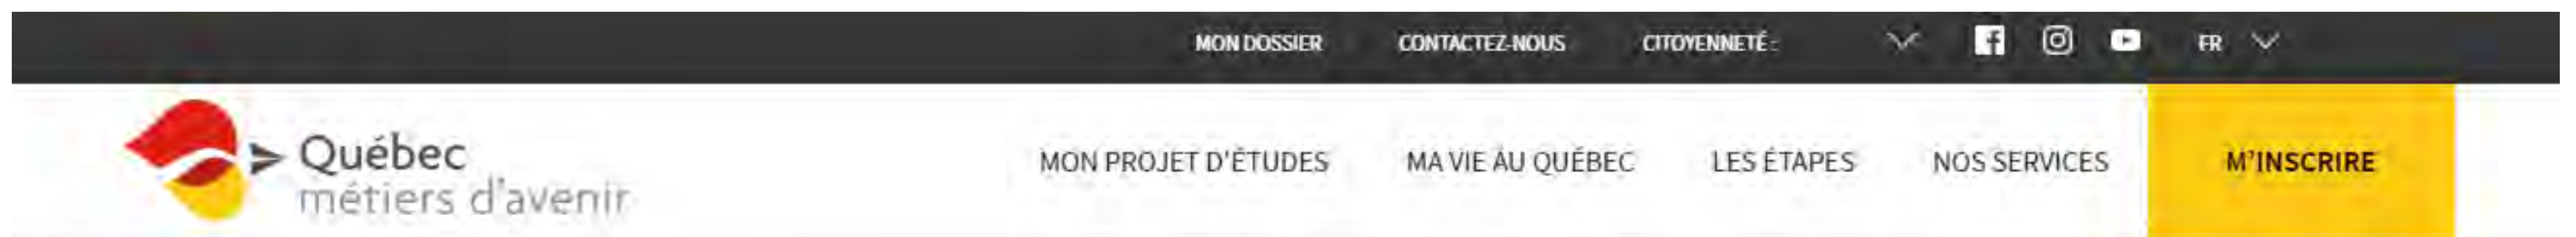 MON DOSSIER CONTACTEZ-NOUS CITOYENNETÉ : FR
Québec
métiers d'avenir
MON PROJET D'ÉTUDES MA VIE AU QUÉBEC LES ÉTAPES NOS SERVICES M'INSCRIRE